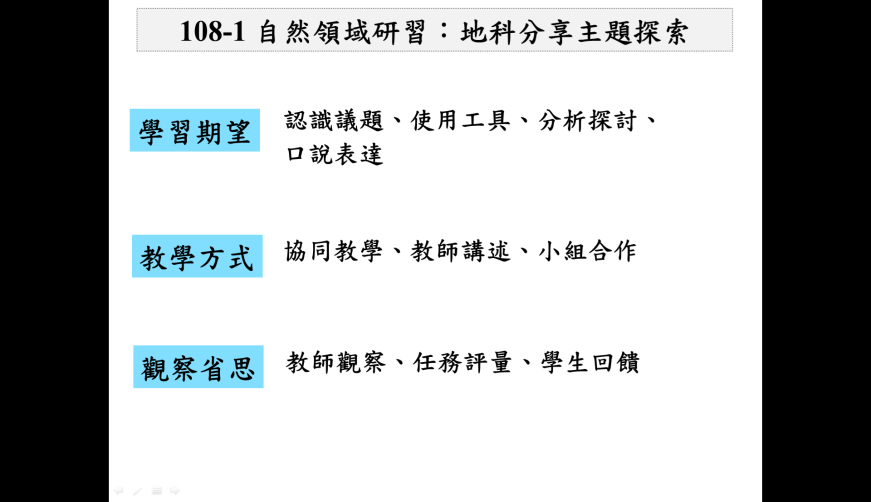 108-1 自然領域研習：地科分享主題探索
學習期望
認識議題、使用工具、分析探討、
口說表達
教學方式
協同教學、教師講述、小組合作
觀察省思
教師觀察、任務評量、學生回饋